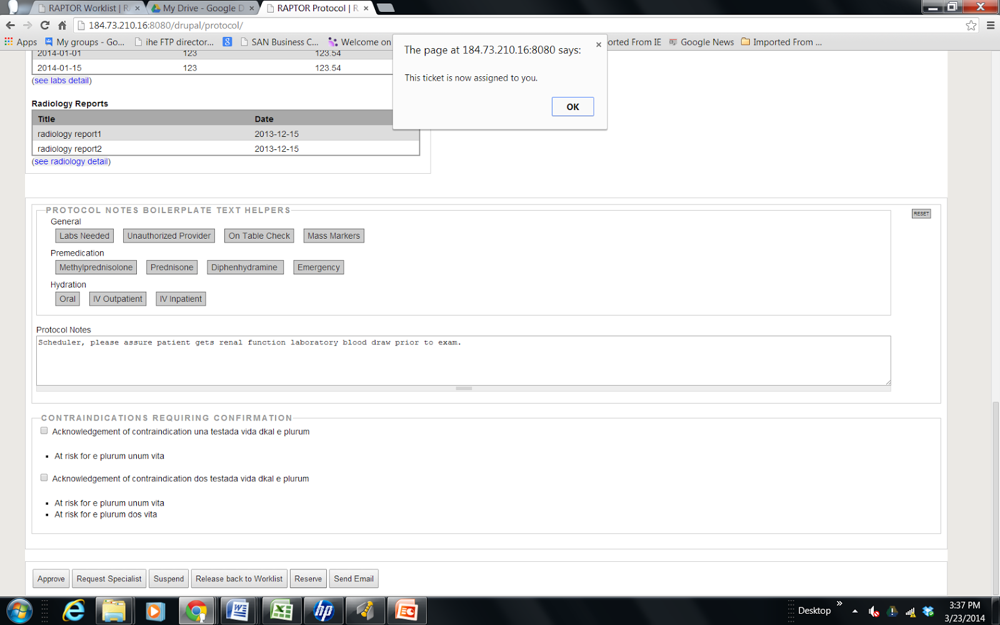 RAPTOR Worklist | R
My Drive - Google D
RAPTOR Protocol | R
184.73.210.16:8080/drupal/protocol/
Apps
My groups - Go...
ihe FTP director...
SAN Business C...
Welcome on
orted From IE
Google News
Imported From ...
The page at 184.73.210.16:8080 says:
This ticket is now assigned to you.
OK
2014-01-01 123 123.54
2014-01-15 123 123.54
(see labs detail)
Radiology Reports
Title Date
radiology report1 2013-12-15
radiology report2 2013-12-15
(see radiology detail)
PROTOCOL NOTES BOILERPLATE TEXT HELPERS
RESET
General
Labs Needed Unauthorized Provider On Table Check Mass Markers
Premedication
Methylprednisolone Prednisone Diphenhydramine Emergency
Hydration
Oral IV Outpatient IV Inpatient
Protocol Notes
Scheduler, please assure patient gets renal function laboratory blood draw prior to exam.
CONTRAINDICATIONS REQUIRING CONFIRMATION
Acknowledgement of contraindication una testada vida dkal e plurum
At risk for e plurum unum vita
Acknowledgement of contraindication dos testada vida dkal e plurum
At risk for e plurum unum vita
At risk for e plurum dos vita
Approve Request Specialist Suspend Release back to Worklist Reserve Send Email
Desktop
3:37 PM
3/23/2014